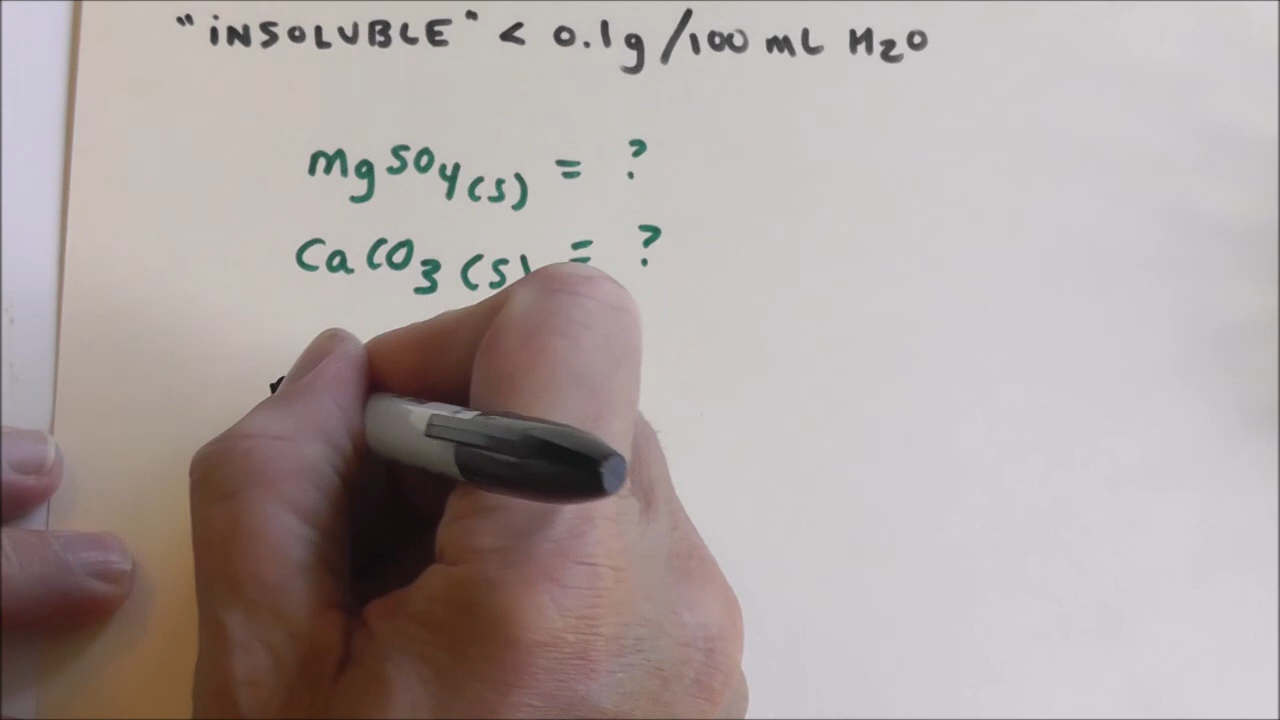 "iNSOLUBLE" < 0.1g/100 mL H2O
MgSO4(s) = ?
CaCO3(s) = ?